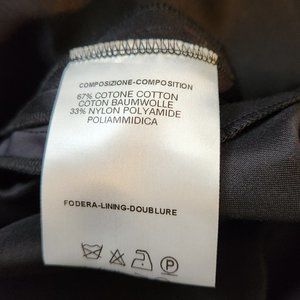 COMPOSIZIONE-COMPOSITION
67% COTONE COTTON
COTON BAUMWOLLE
33% NYLON POLYAMIDE
POLIAMMIDICA
FODERA-LINING-DOUBLURE
P